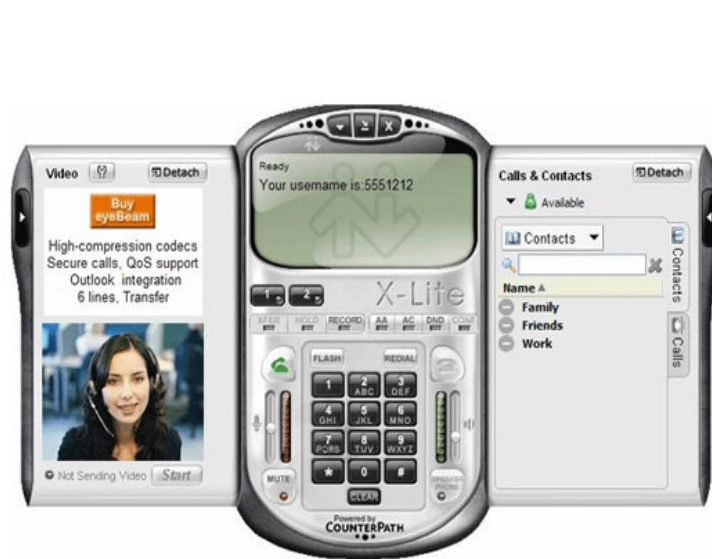 Video
Detach
Buy
eyeBeam
High-compression codecs
Secure calls, QoS support
Outlook integration
6 lines, Transfer
Not Sending Video
Start
X
Ready
Your username is:5551212
1
2
X-Lite
XFER HOLD RECORD AA AC DND CONF
FLASH
REDIAL
1 2 3
ABC DEF
4 5 6
GHI JKL MNO
7 8 9
PQRS TUV WXYZ
* 0 #
MUTE
SPEAKER
PHONE
CLEAR
Powered by
COUNTERPATH
Calls & Contacts
Detach
Available
Contacts
Name
Family
Friends
Work
Contacts
Calls